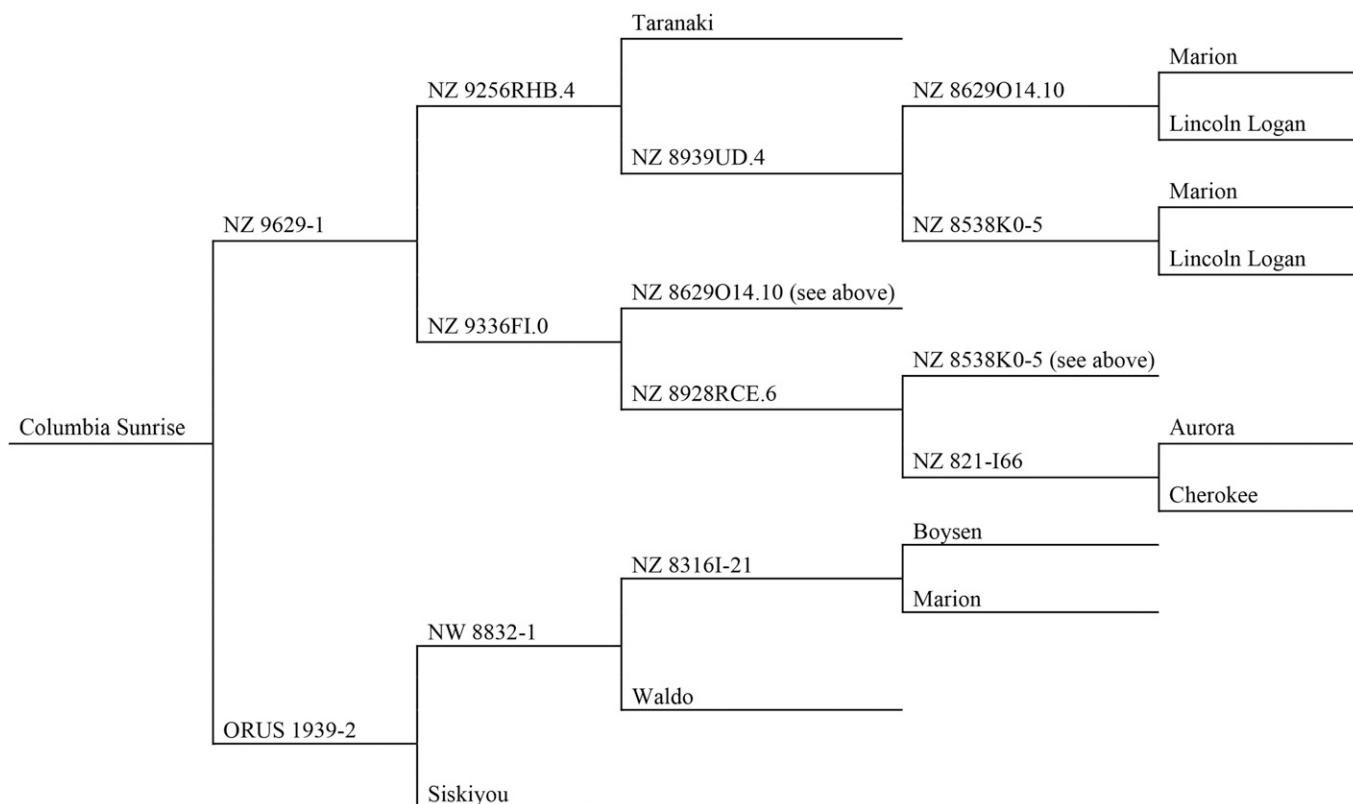 Taranaki
Marion
NZ 9256RHB.4
NZ 8629O14.10
Lincoln Logan
NZ 8939UD.4
Marion
NZ 9629-1
NZ 8538K0-5
Lincoln Logan
NZ 8629O14.10 (see above)
NZ 9336FI.0
NZ 8538K0-5 (see above)
NZ 8928RCE.6
Columbia Sunrise
Aurora
NZ 821-I66
Cherokee
Boysen
NZ 8316I-21
Marion
NW 8832-1
Waldo
ORUS 1939-2
Siskiyou